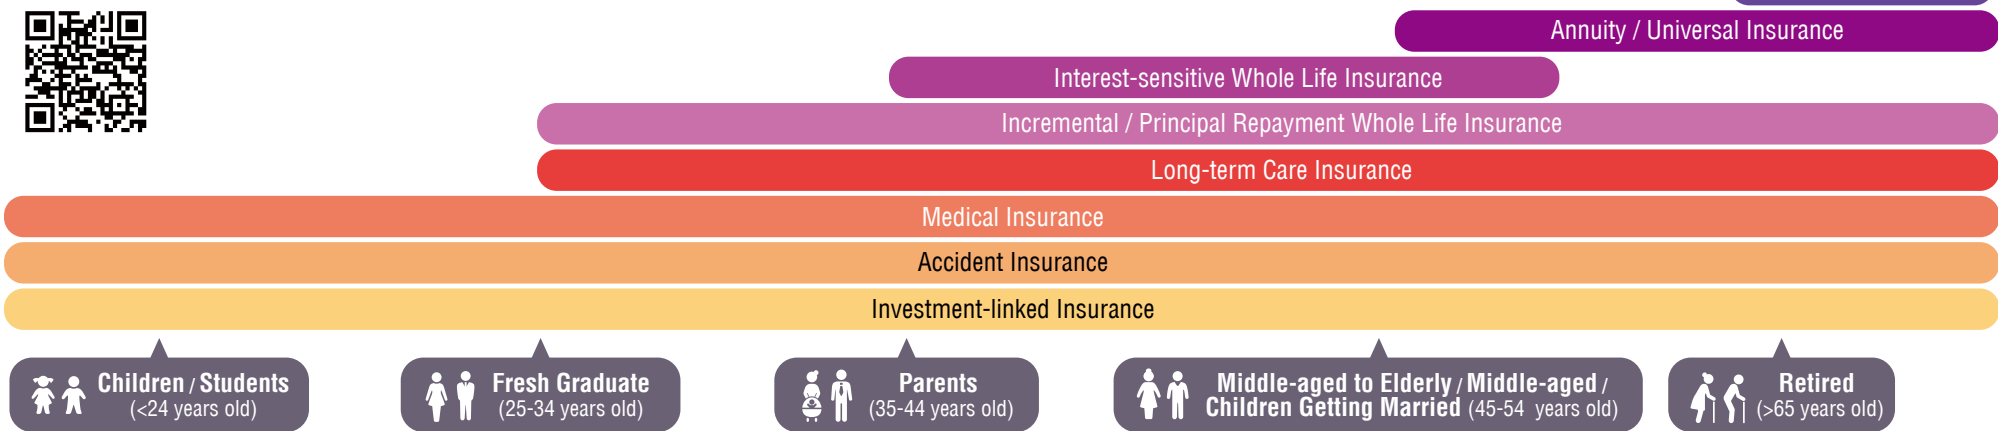 Annuity / Universal Insurance
Interest-sensitive Whole Life Insurance
Incremental / Principal Repayment Whole Life Insurance
Long-term Care Insurance
Medical Insurance
Accident Insurance
Investment-linked Insurance
Children / Students
(<24 years old)
Fresh Graduate
(25-34 years old)
Parents
(35-44 years old)
Middle-aged to Elderly / Middle-aged /
Children Getting Married (45-54 years old)
Retired
(>65 years old)